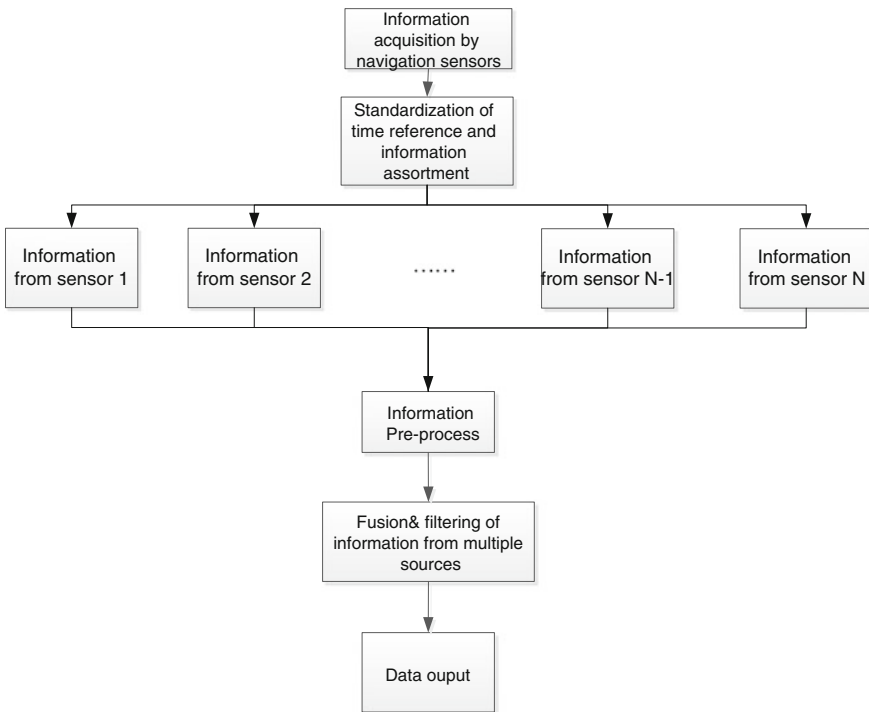 Information
acquisition by
navigation sensors
Standardization of
time reference and
information
assortment
Information
from sensor 1
Information
from sensor 2
······
Information
from sensor N-1
Information
from sensor N
Information
Pre-process
Fusion& filtering of
information from multiple
sources
Data ouput